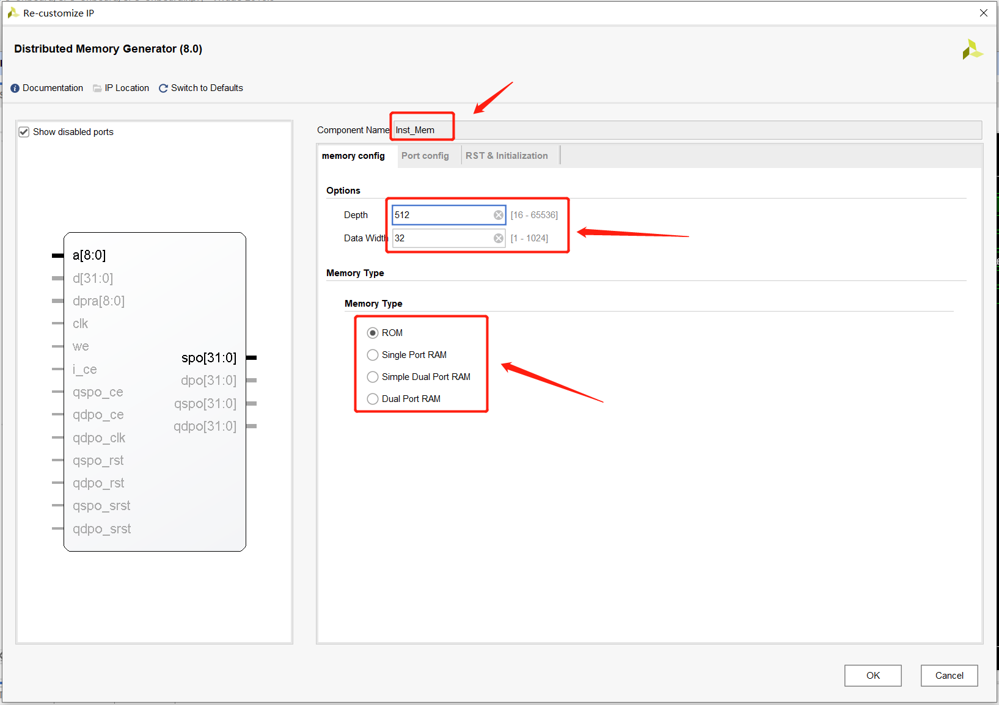 Re-customize IP
Distributed Memory Generator (8.0)
Documentation IP Location Switch to Defaults
Show disabled ports
a[8:0]
d[31:0]
dpra[8:0]
clk
we
i_ce
qspo_ce
qdpo_ce
qdpo_clk
qspo_rst
qdpo_rst
qspo_srst
qdpo_srst
spo[31:0]
dpo[31:0]
qspo[31:0]
qdpo[31:0]
Component Name Inst_Mem
memory config Port config RST & Initialization
Options
Depth 512 [16 - 65536]
Data Width 32 [1 - 1024]
Memory Type
Memory Type
ROM
Single Port RAM
Simple Dual Port RAM
Dual Port RAM
OK Cancel